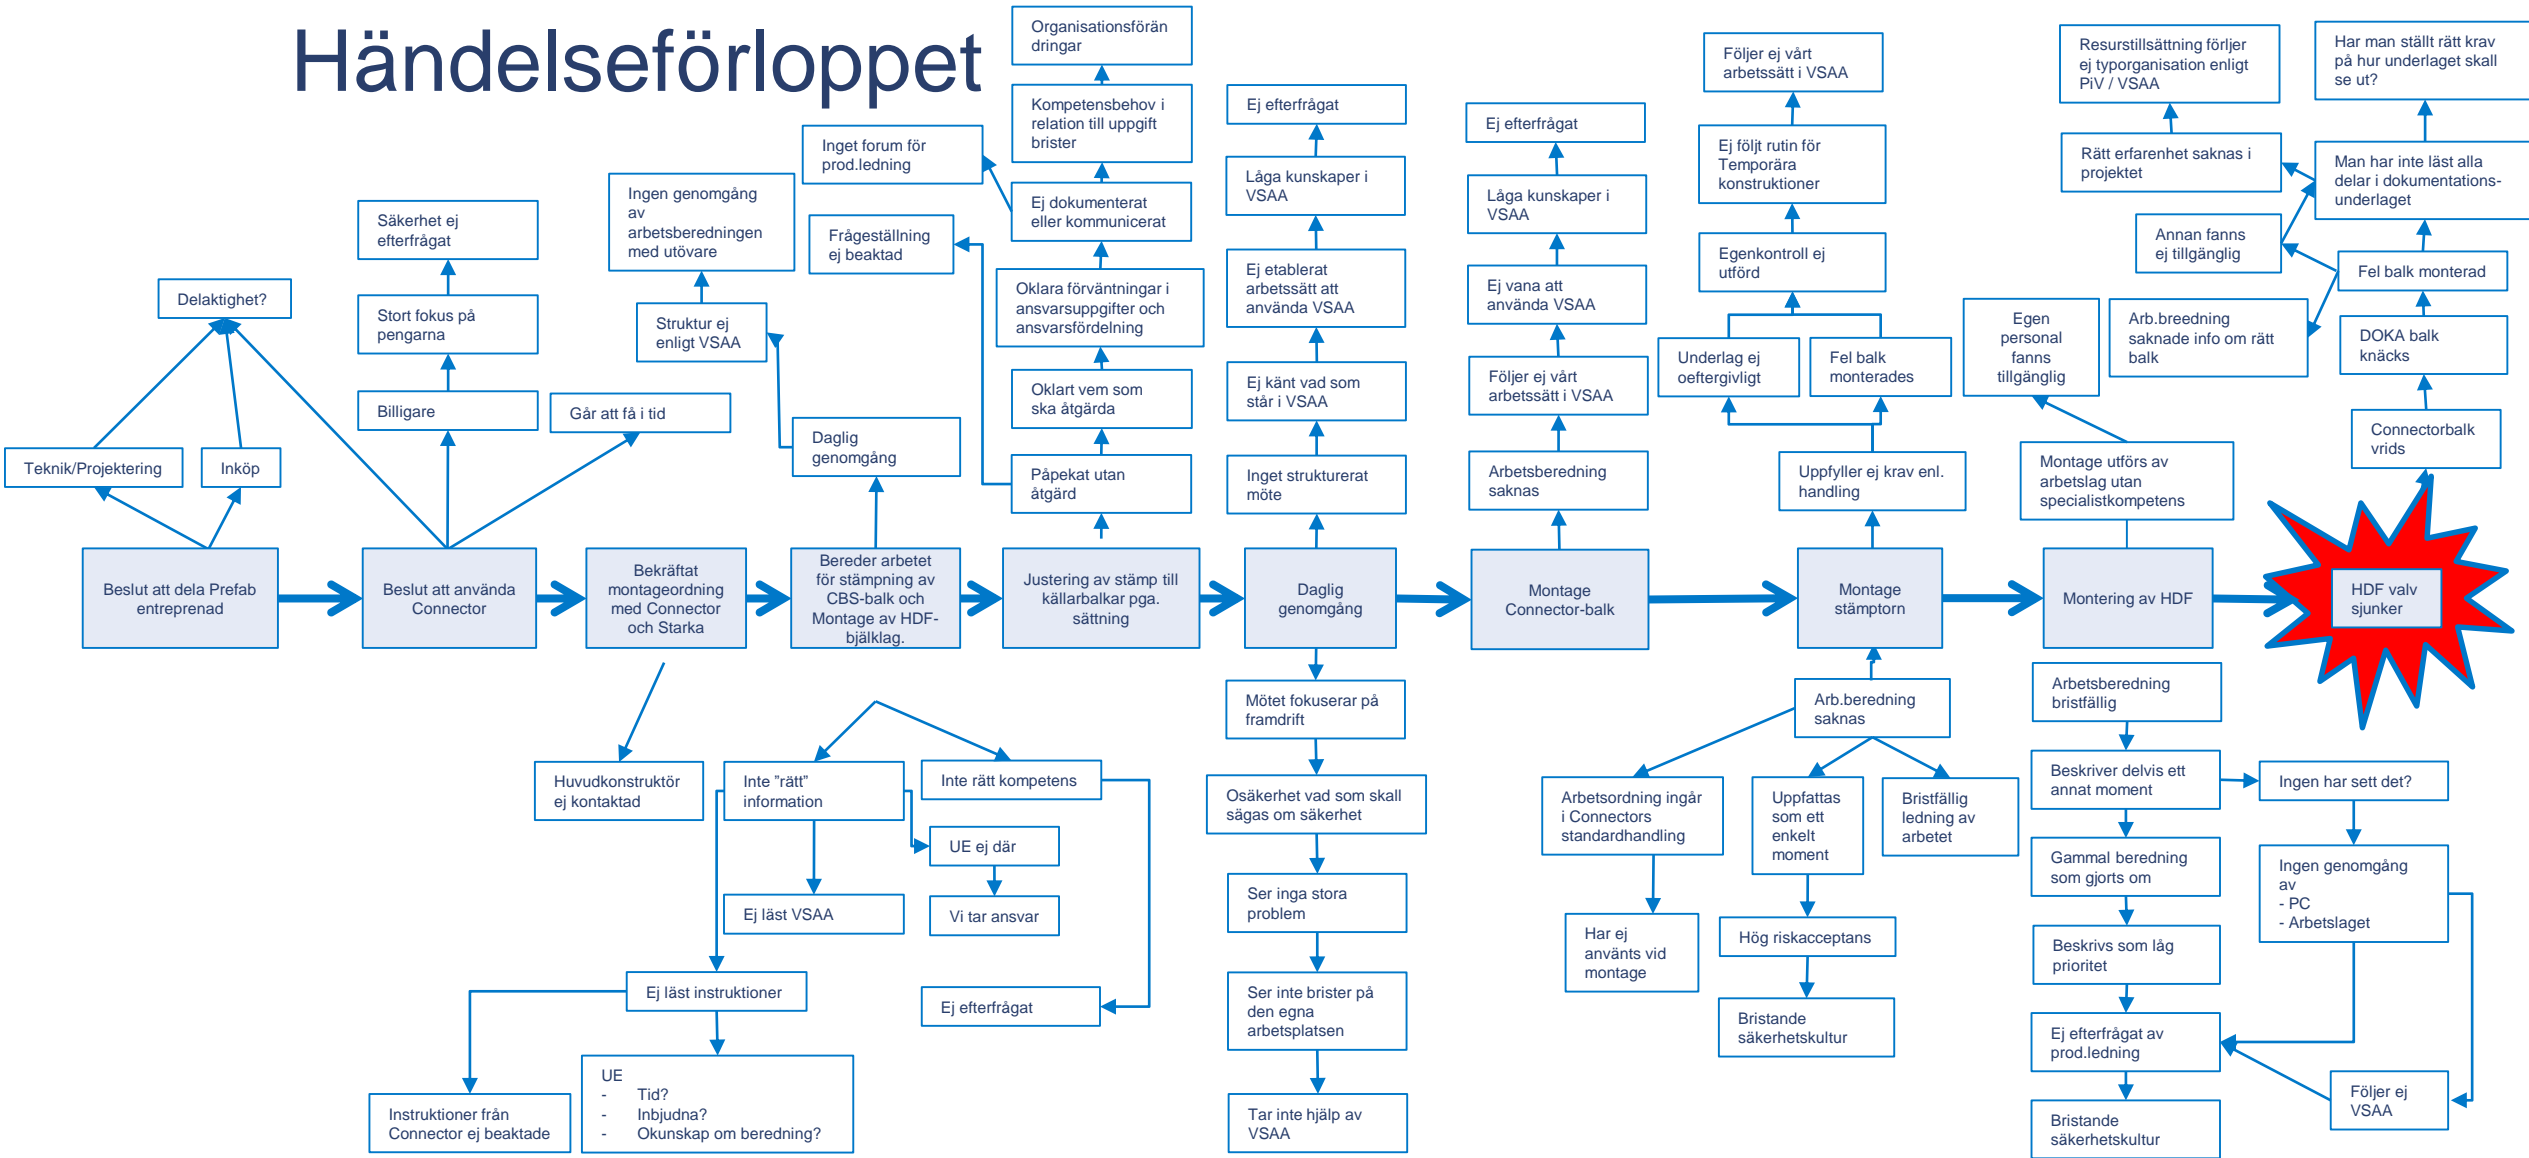 Händelseförloppet
Organisationsförän
dringar
Kompetensbehov i
relation till uppgift
brister
Inget forum för
prod.ledning
Ej dokumenterat
eller kommunicerat
Frågeställning
ej beaktad
Oklara förväntningar i
ansvarsuppgifter och
ansvarsfördelning
Oklart vem som
ska åtgärda
Påpekat utan
åtgärd
Ingen genomgång
av
arbetsberedningen
med utövare
Struktur ej
enligt VSAA
Daglig
genomgång
Säkerhet ej
efterfrågat
Stort fokus på
pengarna
Billigare
Går att få i tid
Delaktighet?
Teknik/Projektering
Inköp
Ej efterfrågat
Låga kunskaper i
VSAA
Ej etablerat
arbetssätt att
använda VSAA
Ej känt vad som
står i VSAA
Inget strukturerat
möte
Ej efterfrågat
Låga kunskaper i
VSAA
Ej vana att
använda VSAA
Följer ej vårt
arbetssätt i VSAA
Arbetsberedning
saknas
Följer ej vårt
arbetssätt i VSAA
Ej följt rutin för
Temporära
konstruktioner
Egenkontroll ej
utförd
Underlag ej
oeftergivligt
Fel balk
monterades
Uppfyller ej krav enl.
handling
Resurstillsättning förljer
ej typorganisation enligt
PiV / VSAA
Har man ställt rätt krav
på hur underlaget skall
se ut?
Rätt erfarenhet saknas i
projektet
Man har inte läst alla
delar i dokumentations-
underlaget
Annan fanns
ej tillgänglig
Fel balk monterad
Egen
personal
fanns
tillgänglig
Arb.breedning
saknade info om rätt
balk
DOKA balk
knäcks
Montage utförs av
arbetslag utan
specialistkompetens
Connectorbalk
vrids
Beslut att dela Prefab
entreprenad
Beslut att använda
Connector
Bekräftat
montageordning
med Connector
och Starka
Bereder arbetet
för stämpning av
CBS-balk och
Montage av HDF-
bjälklag.
Justering av stämp till
källarbalkar pga.
sättning
Daglig
genomgång
Montage
Connector-balk
Montage
stämptorn
Montering av HDF
HDF valv
sjunker
Huvudkonstruktör
ej kontaktad
Inte ”rätt”
information
Inte rätt kompetens
UE ej där
Vi tar ansvar
Ej läst VSAA
Ej läst instruktioner
Ej efterfrågat
Instruktioner från
Connector ej beaktade
UE
- Tid?
- Inbjudna?
- Okunskap om beredning?
Mötet fokuserar på
framdrift
Osäkerhet vad som skall
sägas om säkerhet
Ser inga stora
problem
Ser inte brister på
den egna
arbetsplatsen
Tar inte hjälp av
VSAA
Arb.beredning
saknas
Arbetsordning ingår
i Connectors
standardhandling
Uppfattas
som ett
enkelt
moment
Bristfällig
ledning av
arbetet
Har ej
använts vid
montage
Hög riskacceptans
Bristande
säkerhetskultur
Arbetsberedning
bristfällig
Beskriver delvis ett
annat moment
Ingen har sett det?
Gammal beredning
som gjorts om
Ingen genomgång
av
- PC
- Arbetslaget
Beskrivs som låg
prioritet
Ej efterfrågat av
prod.ledning
Följer ej
VSAA
Bristande
säkerhetskultur